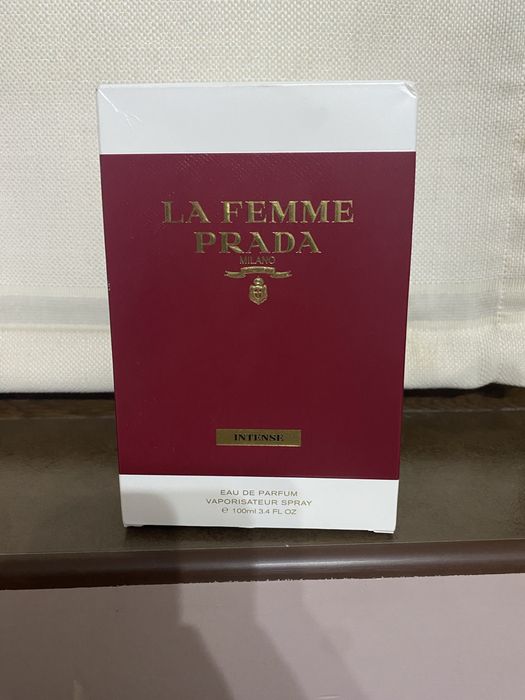 LA FEMME
PRADA
MILANO
INTENSE
EAU DE PARFUM
VAPORISATEUR SPRAY
℮ 100ml 3.4 FL OZ